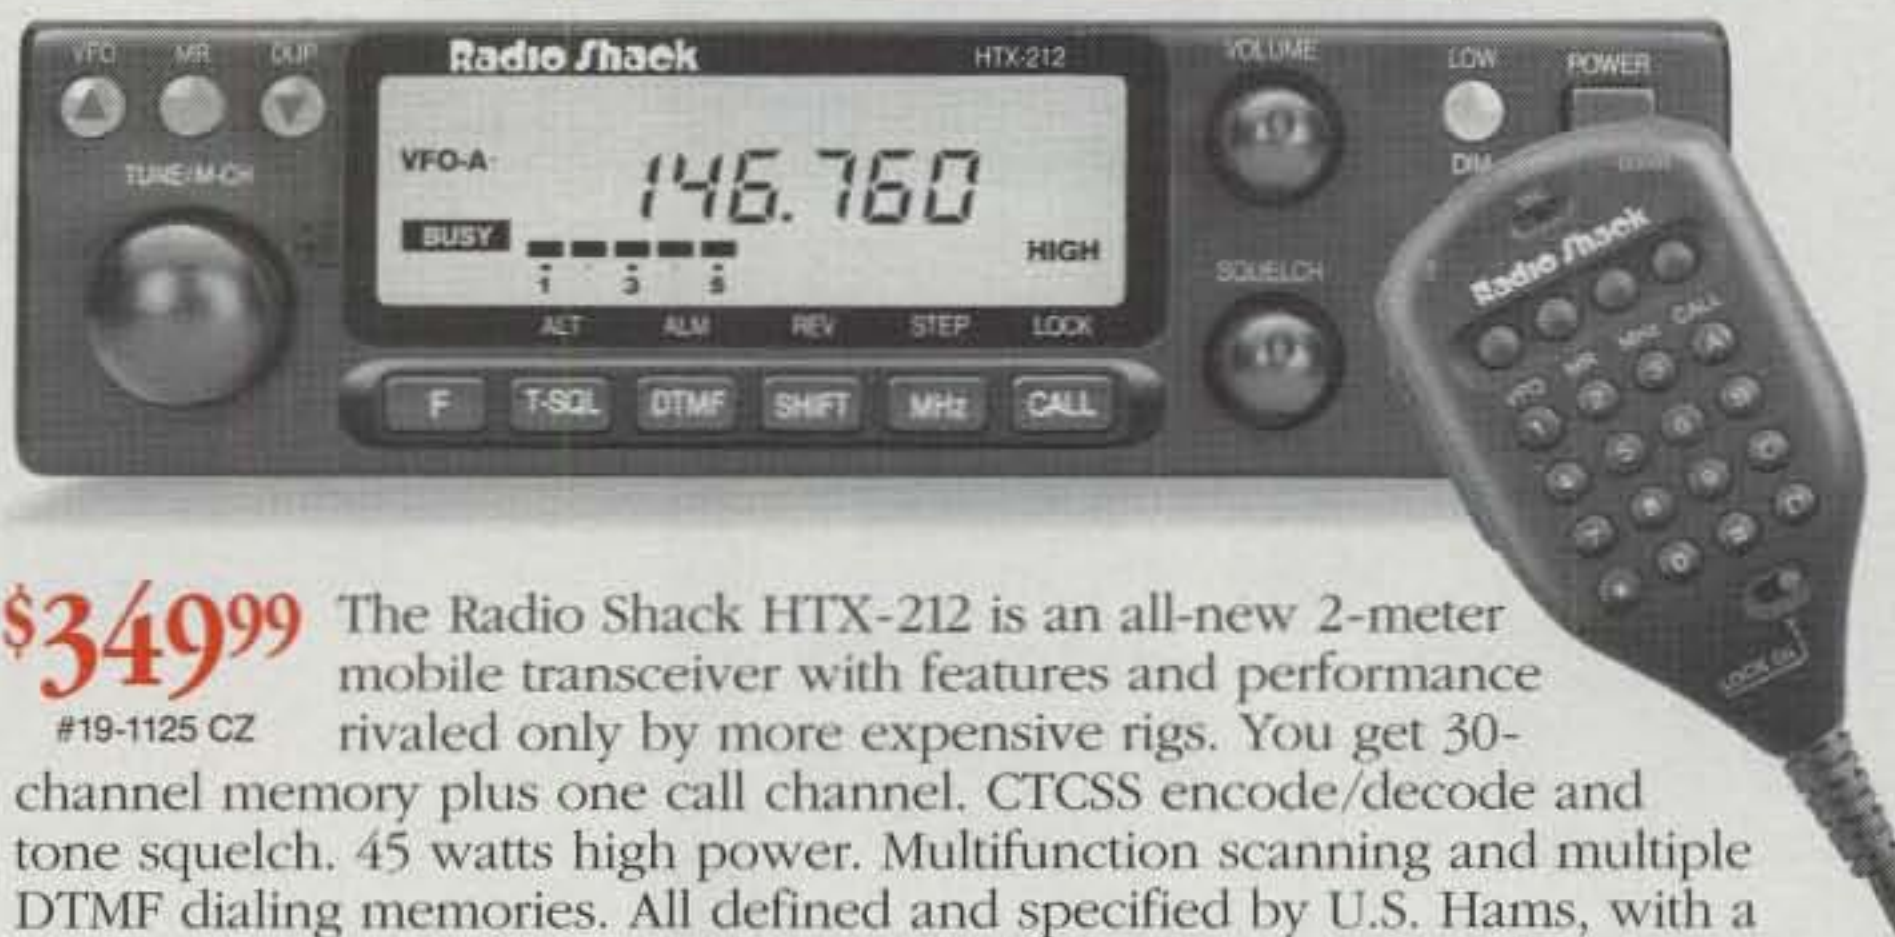 VFO MR DUP
Radio Shack HTX-212
VOLUME
LOW
POWER
TUNE/M-CH
VFO-A
146.760
BUSY
1 3 5
HIGH
DIM
SQUELCH
ALT ALM REV STEP LOCK
F T-SQL DTMF SHIFT MHz CALL
Radio Shack
VFO MR MHz CALL
LOCK
$349 99
#19-1125 CZ
The Radio Shack HTX-212 is an all-new 2-meter
mobile transceiver with features and performance
rivaled only by more expensive rigs. You get 30-
channel memory plus one call channel. CTCSS encode/decode and
tone squelch. 45 watts high power. Multifunction scanning and multiple
DTMF dialing memories. All defined and specified by U.S. Hams, with a